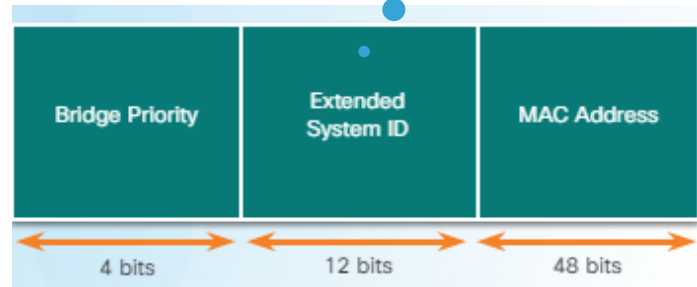 Bridge Priority
Extended
System ID
MAC Address
4 bits
12 bits
48 bits